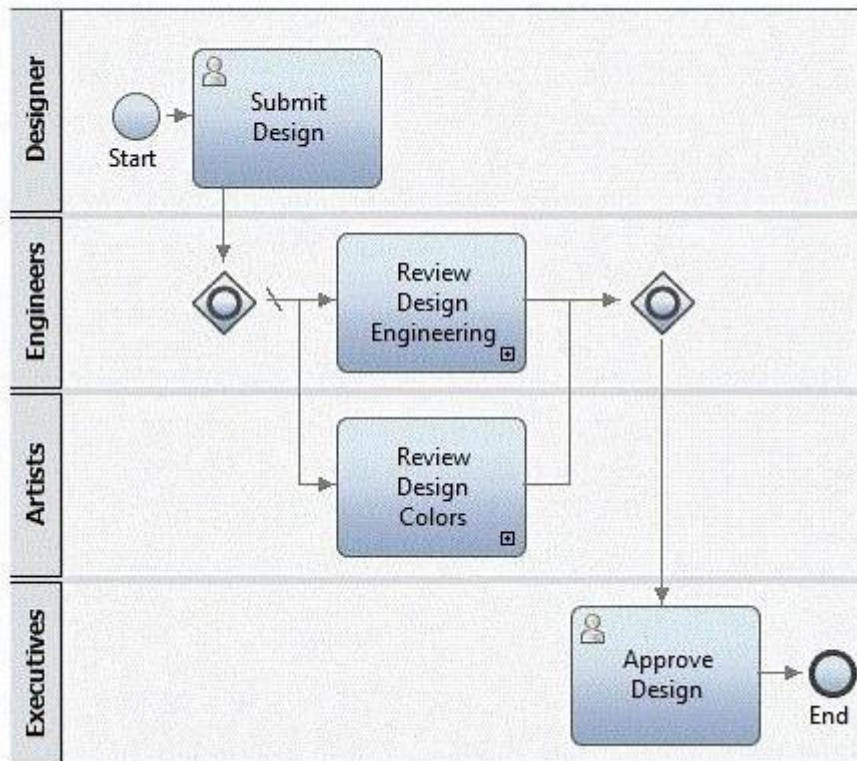 Designer
Start
Submit
Design
Engineers
Review
Design
Engineering
Artists
Review
Design
Colors
Executives
Approve
Design
End